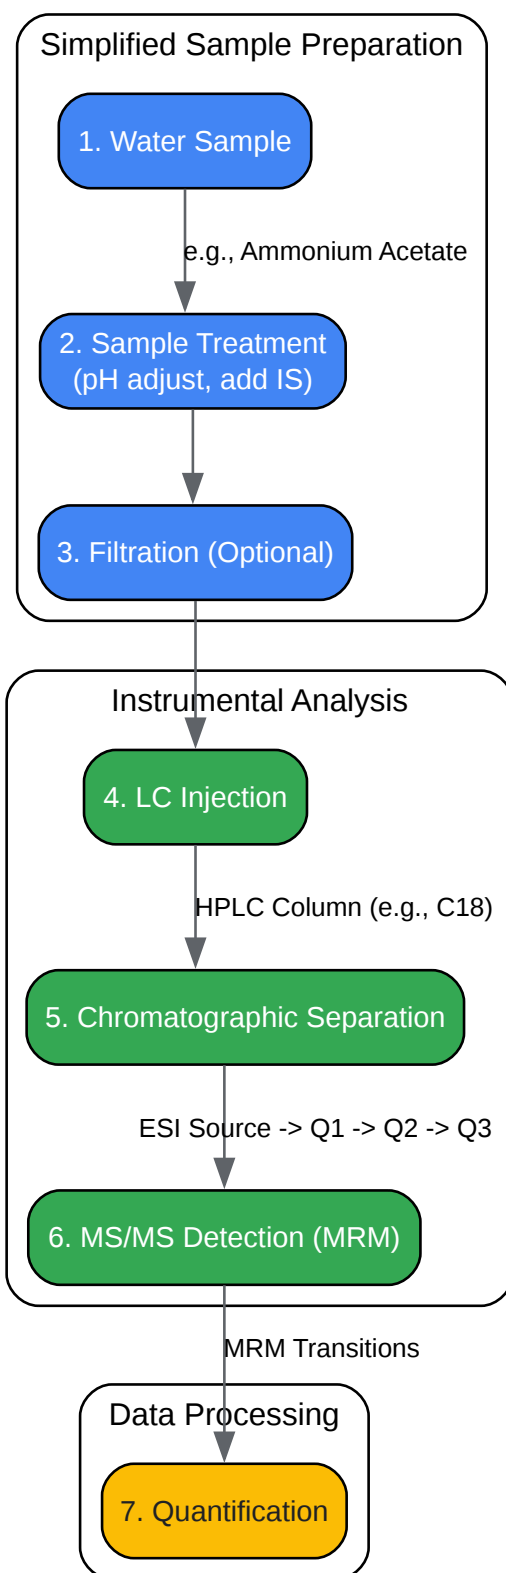 Simplified Sample Preparation
1. Water Sample
e.g., Ammonium Acetate
2. Sample Treatment
(pH adjust, add IS)
3. Filtration (Optional)
Instrumental Analysis
4. LC Injection
HPLC Column (e.g., C18)
5. Chromatographic Separation
ESI Source -> Q1 -> Q2 -> Q3
6. MS/MS Detection (MRM)
MRM Transitions
Data Processing
7. Quantification